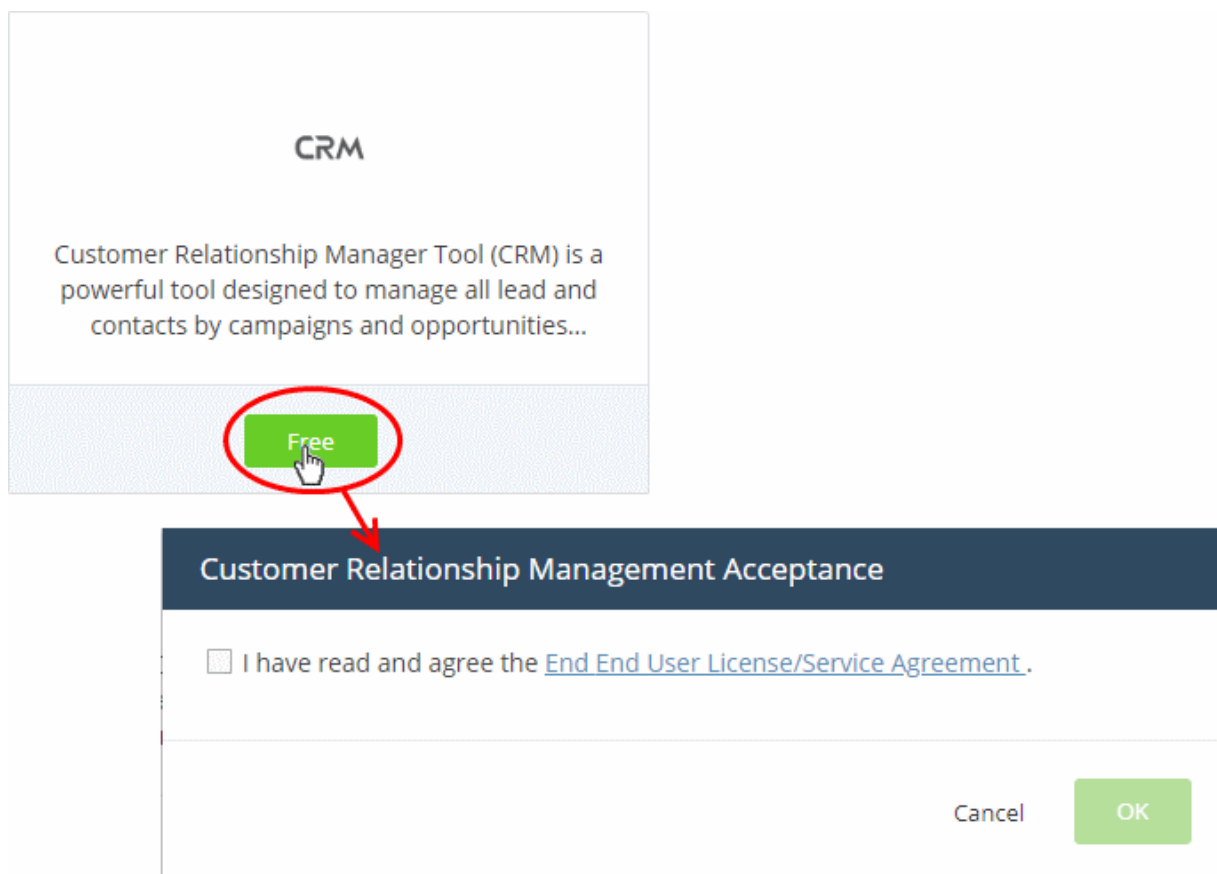 CRM
Customer Relationship Manager Tool (CRM) is a
powerful tool designed to manage all lead and
contacts by campaigns and opportunities...
Free
Customer Relationship Management Acceptance
I have read and agree the End End User License/Service Agreement .
Cancel
OK